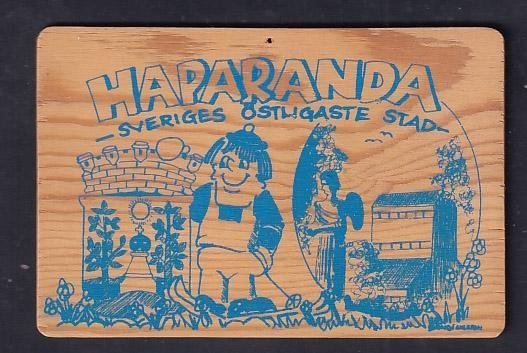 HAPARANDA
-SVERIGES ÖSTLIGASTE STAD-